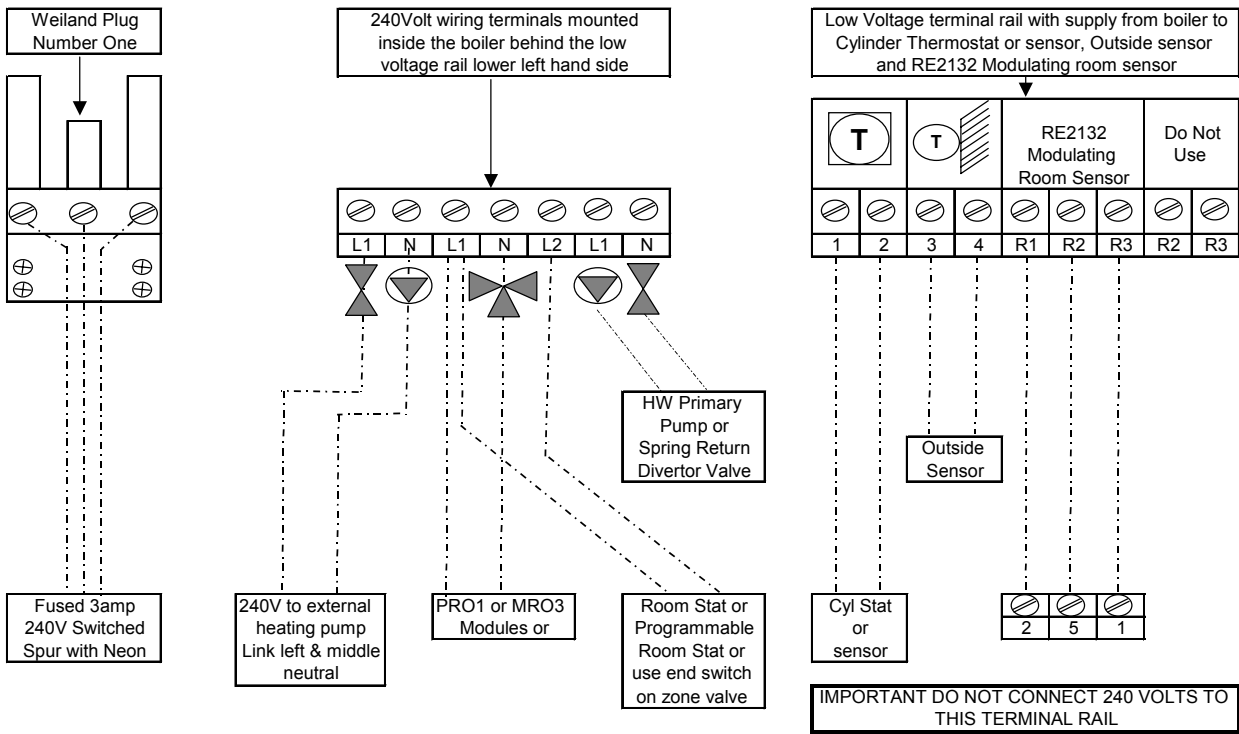 Weiland Plug
Number One
240Volt wiring terminals mounted
inside the boiler behind the low
voltage rail lower left hand side
Low Voltage terminal rail with supply from boiler to
Cylinder Thermostat or sensor, Outside sensor
and RE2132 Modulating room sensor
T
T
RE2132
Modulating
Room Sensor
Do Not
Use
L1 N L1 N L2 L1 N
1 2 3 4 R1 R2 R3 R2 R3
HW Primary
Pump or
Spring Return
Divertor Valve
Outside
Sensor
Fused 3amp
240V Switched
Spur with Neon
240V to external
heating pump
Link left & middle
neutral
PRO1 or MRO3
Modules or
Room Stat or
Programmable
Room Stat or
use end switch
on zone valve
Cyl Stat
or
sensor
2 5 1
IMPORTANT DO NOT CONNECT 240 VOLTS TO
THIS TERMINAL RAIL